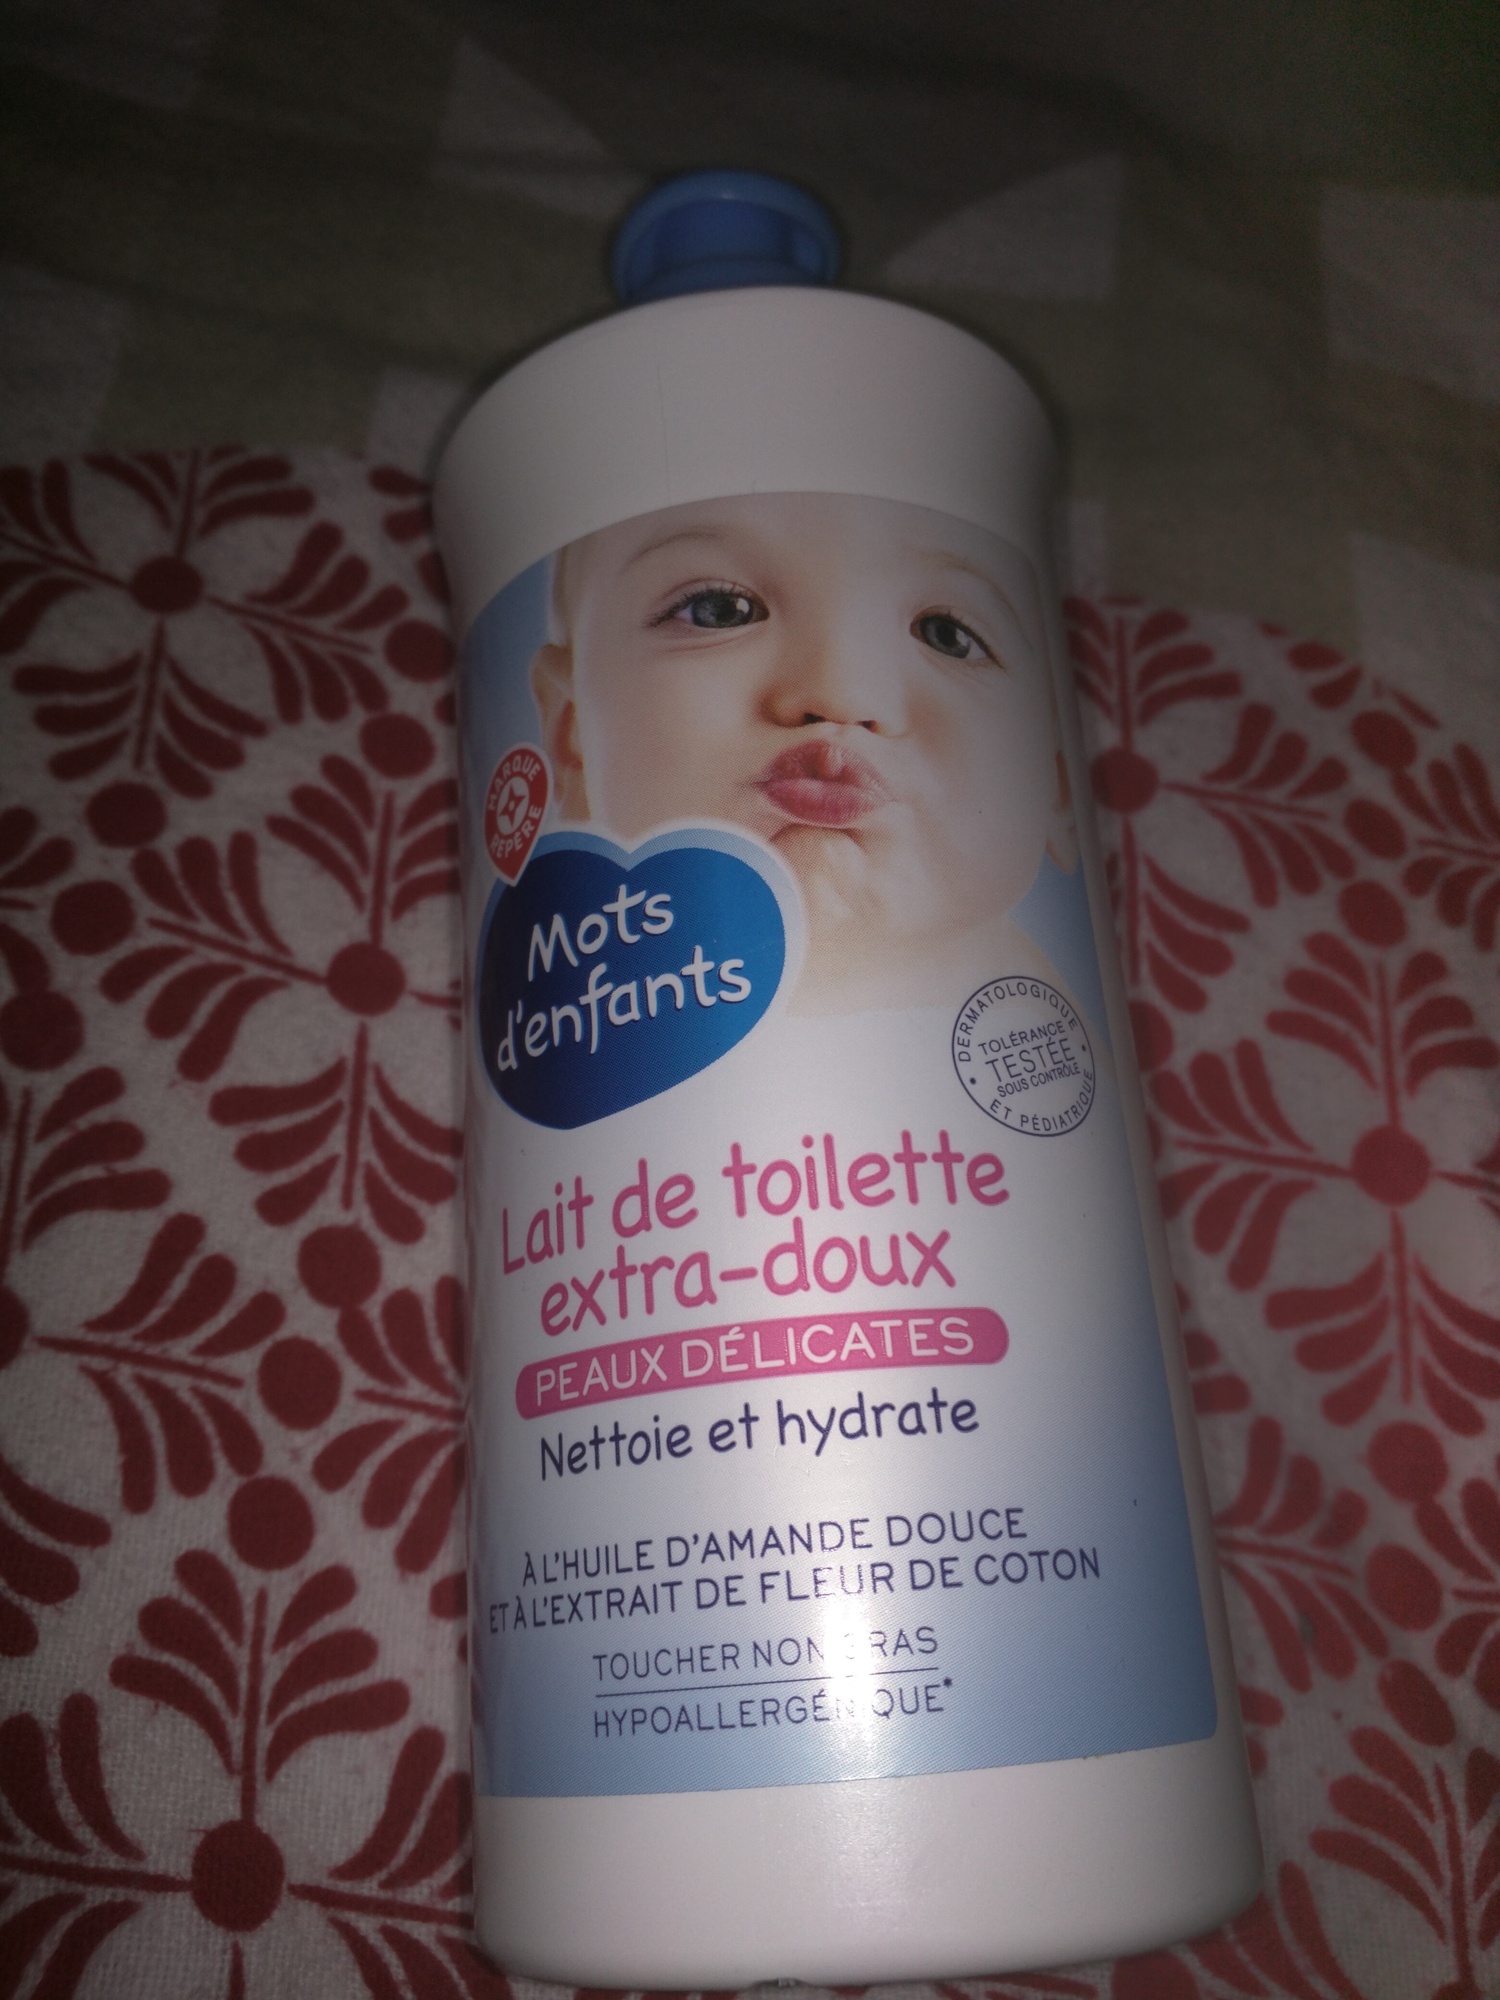 MARQUE
REPÈRE
Mots
d'enfants
DERMATOLOGIQUE
TOLÉRANCE
TESTÉE
SOUS CONTRÔLE
ET PÉDIATRIQUE
Lait de toilette
extra-doux
PEAUX DÉLICATES
Nettoie et hydrate
À L'HUILE D'AMANDE DOUCE
ET À L'EXTRAIT DE FLEUR DE COTON
TOUCHER NON GRAS
HYPOALLERGÉNIQUE*